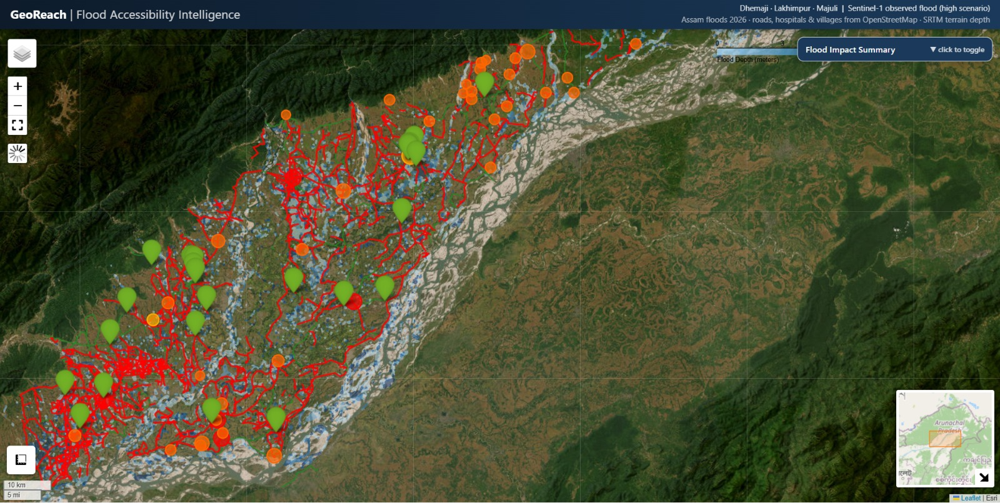 GeoReach | Flood Accessibility Intelligence
Dhemaji · Lakhimpur · Majuli | Sentinel-1 observed flood (high scenario)
Assam floods 2026 · roads, hospitals & villages from OpenStreetMap · SRTM terrain depth
0 3
Flood Depth (meters)
Flood Impact Summary ▼ click to toggle
+
−
Arunachal
Pradesh
10 km
5 mi
Leaflet | Esri